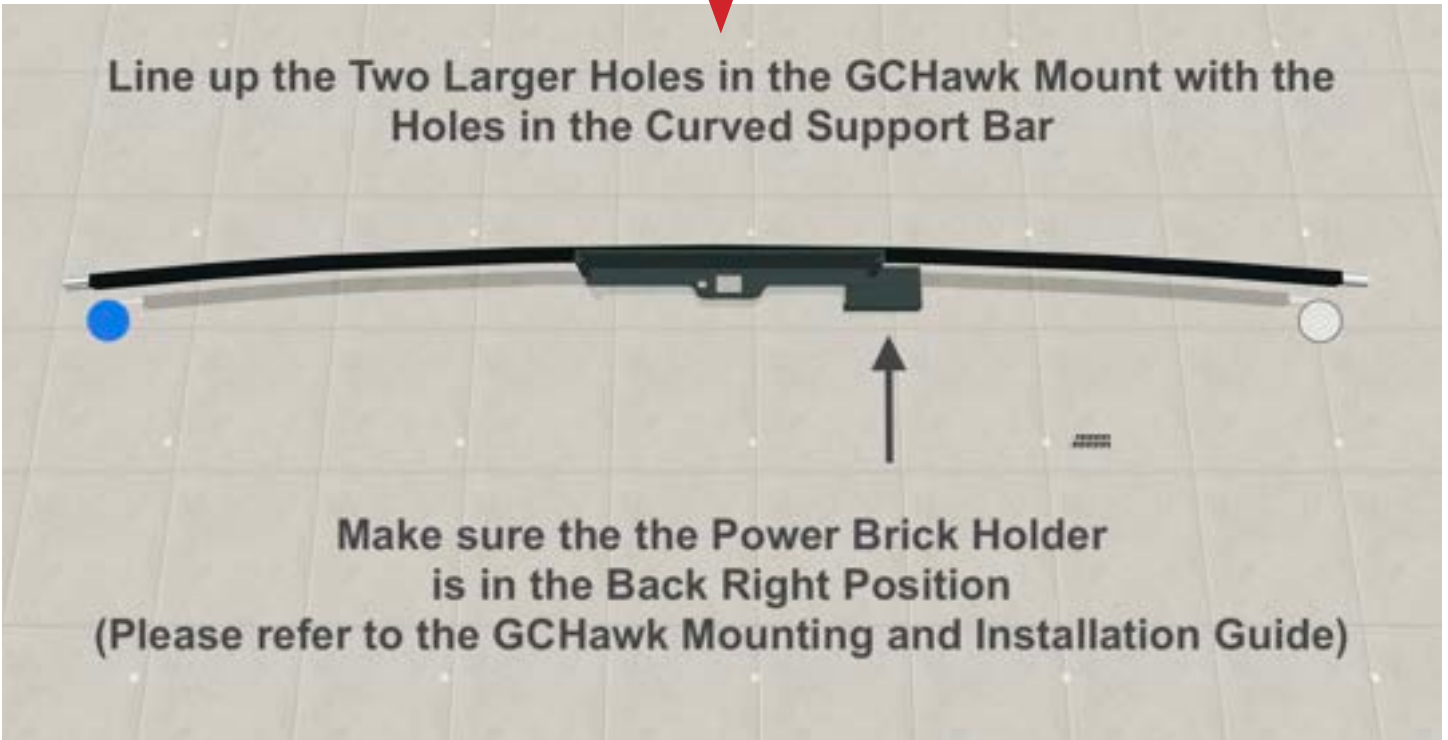 Line up the Two Larger Holes in the GCHawk Mount with the
Holes in the Curved Support Bar
Make sure the the Power Brick Holder
is in the Back Right Position
(Please refer to the GCHawk Mounting and Installation Guide)